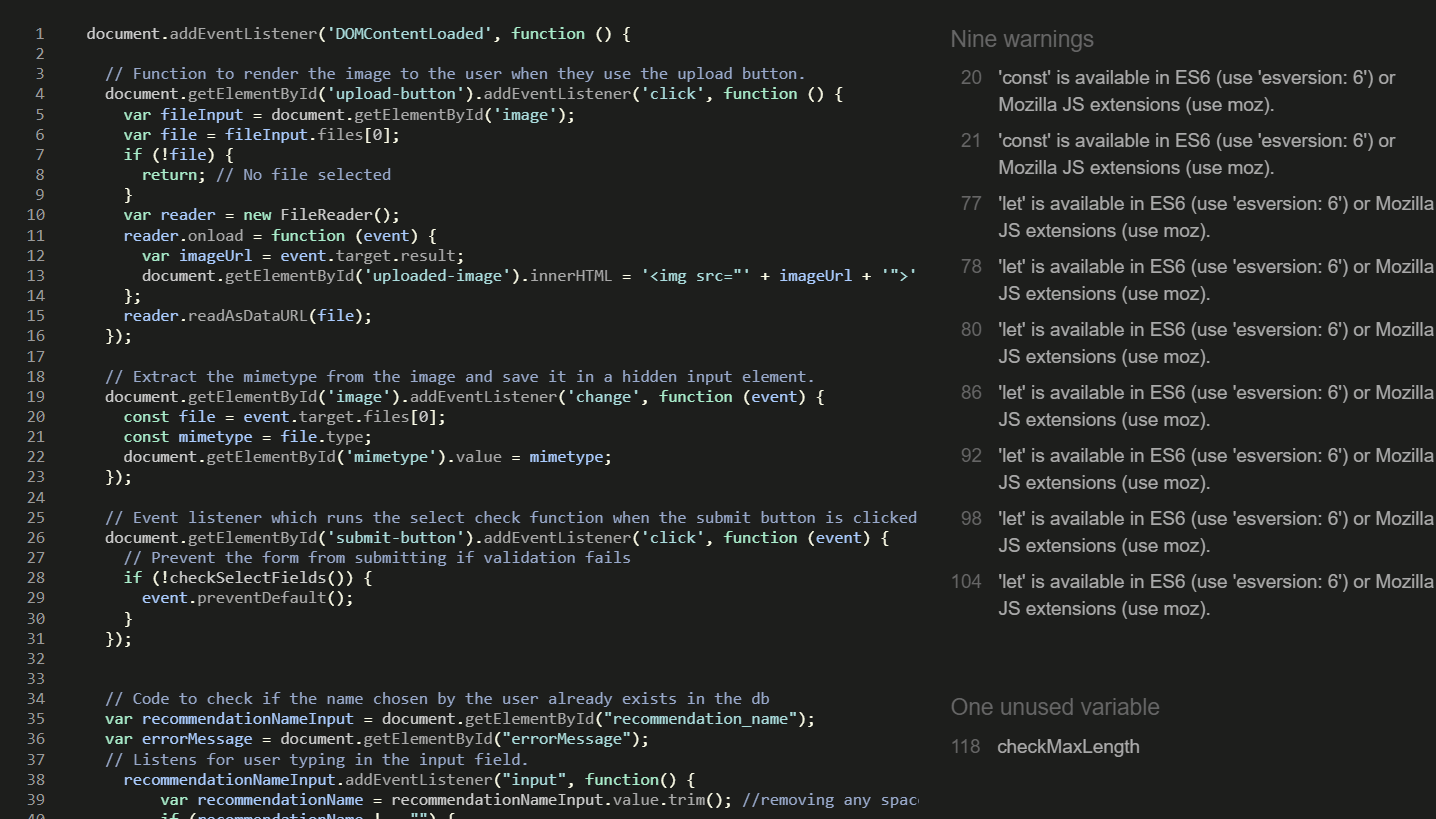 1 document.addEventListener('DOMContentLoaded', function () {
2
3 // Function to render the image to the user when they use the upload button.
4 document.getElementById('upload-button').addEventListener('click', function () {
5 var fileInput = document.getElementById('image');
6 var file = fileInput.files[0];
7 if (!file) {
8 return; // No file selected
9 }
10 var reader = new FileReader();
11 reader.onload = function (event) {
12 var imageUrl = event.target.result;
13 document.getElementById('uploaded-image').innerHTML = '<img src="' + imageUrl + '">'
14 };
15 reader.readAsDataURL(file);
16 });
17
18 // Extract the mimetype from the image and save it in a hidden input element.
19 document.getElementById('image').addEventListener('change', function (event) {
20 const file = event.target.files[0];
21 const mimetype = file.type;
22 document.getElementById('mimetype').value = mimetype;
23 });
24
25 // Event listener which runs the select check function when the submit button is clicked
26 document.getElementById('submit-button').addEventListener('click', function (event) {
27 // Prevent the form from submitting if validation fails
28 if (!checkSelectFields()) {
29 event.preventDefault();
30 }
31 });
32
33
34 // Code to check if the name chosen by the user already exists in the db
35 var recommendationNameInput = document.getElementById("recommendation_name");
36 var errorMessage = document.getElementById("errorMessage");
37 // Listens for user typing in the input field.
38 recommendationNameInput.addEventListener("input", function() {
39 var recommendationName = recommendationNameInput.value.trim(); //removing any spac
40 if (recommendationName
Nine warnings
20 'const' is available in ES6 (use 'esversion: 6') or
Mozilla JS extensions (use moz).
21 'const' is available in ES6 (use 'esversion: 6') or
Mozilla JS extensions (use moz).
77 'let' is available in ES6 (use 'esversion: 6') or Mozilla
JS extensions (use moz).
78 'let' is available in ES6 (use 'esversion: 6') or Mozilla
JS extensions (use moz).
80 'let' is available in ES6 (use 'esversion: 6') or Mozilla
JS extensions (use moz).
86 'let' is available in ES6 (use 'esversion: 6') or Mozilla
JS extensions (use moz).
92 'let' is available in ES6 (use 'esversion: 6') or Mozilla
JS extensions (use moz).
98 'let' is available in ES6 (use 'esversion: 6') or Mozilla
JS extensions (use moz).
104 'let' is available in ES6 (use 'esversion: 6') or Mozilla
JS extensions (use moz).
One unused variable
118 checkMaxLength